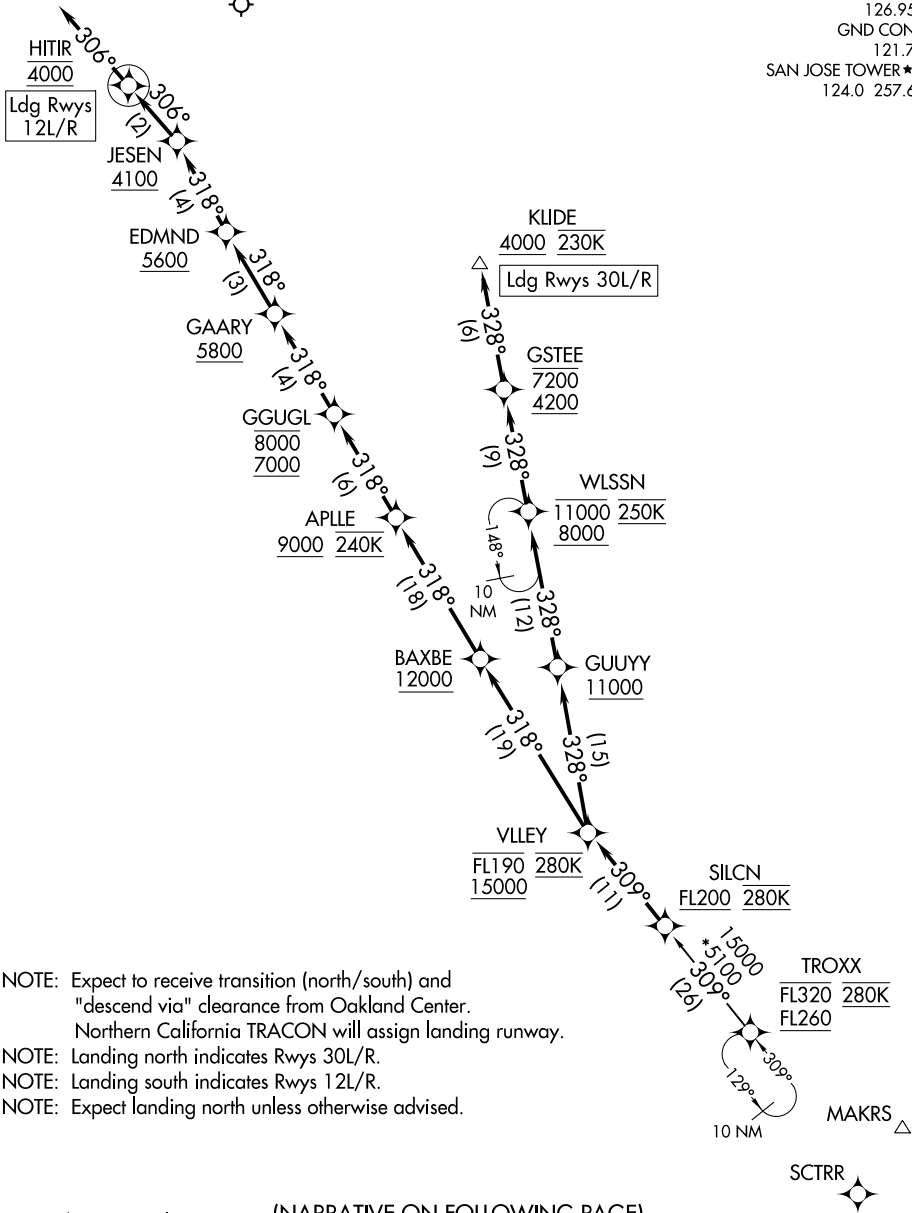 126.95
GND CON
121.7
SAN JOSE TOWER★
124.0 257.6
306°
HITIR
4000
Ldg Rwys
12L/R
306°
(2)
JESEN
4100
318°
(4)
EDMND
5600
318°
(3)
GAARY
5800
318°
(4)
GGUGL
8000
7000
318°
(6)
APLLE
9000 240K
318°
(18)
BAXBE
12000
318°
(19)
KLIDE
4000 230K
Ldg Rwys 30L/R
328°
(6)
GSTEE
7200
4200
328°
(9)
WLSSN
11000 250K
8000
148°
10
NM
328°
(12)
GUUYY
11000
328°
(15)
VLLEY
FL190 280K
15000
309°
(11)
SILCN
FL200 280K
15000
*5100
309°
(26)
TROXX
FL320 280K
FL260
309°
129°
10 NM
MAKRS
SCTRR
NOTE: Expect to receive transition (north/south) and
"descend via" clearance from Oakland Center.
Northern California TRACON will assign landing runway.
NOTE: Landing north indicates Rwys 30L/R.
NOTE: Landing south indicates Rwys 12L/R.
NOTE: Expect landing north unless otherwise advised.
(NARRATIVE ON FOLLOWING PAGE)